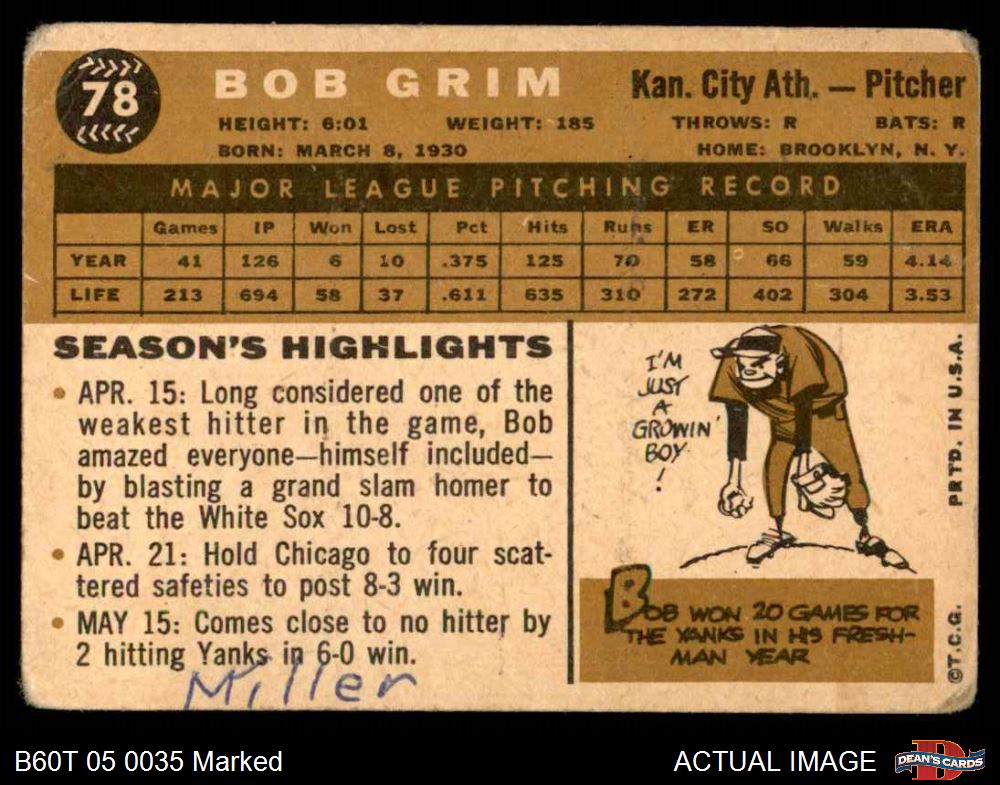 78
BOB GRIM
Kan. City Ath. — Pitcher
HEIGHT: 6:01 WEIGHT: 185 THROWS: R BATS: R
BORN: MARCH 8, 1930 HOME: BROOKLYN, N. Y.
MAJOR LEAGUE PITCHING RECORD
Games IP Won Lost Pct Hits Runs ER SO Walks ERA
YEAR 41 126 6 10 .375 125 70 58 66 59 4.14
LIFE 213 694 58 37 .611 635 310 272 402 304 3.53
SEASON'S HIGHLIGHTS
• APR. 15: Long considered one of the
weakest hitter in the game, Bob
amazed everyone—himself included—
by blasting a grand slam homer to
beat the White Sox 10-8.
• APR. 21: Hold Chicago to four scat-
tered safeties to post 8-3 win.
• MAY 15: Comes close to no hitter by
2 hitting Yanks in 6-0 win.
Miller
I'M
JUST
A
GROWIN'
BOY
!
BOB WON 20 GAMES FOR
THE YANKS IN HIS FRESH-
MAN YEAR
PRTD. IN U.S.A.
©T.C.G.
B60T 05 0035 Marked
ACTUAL IMAGE
D
DEAN'S CARDS